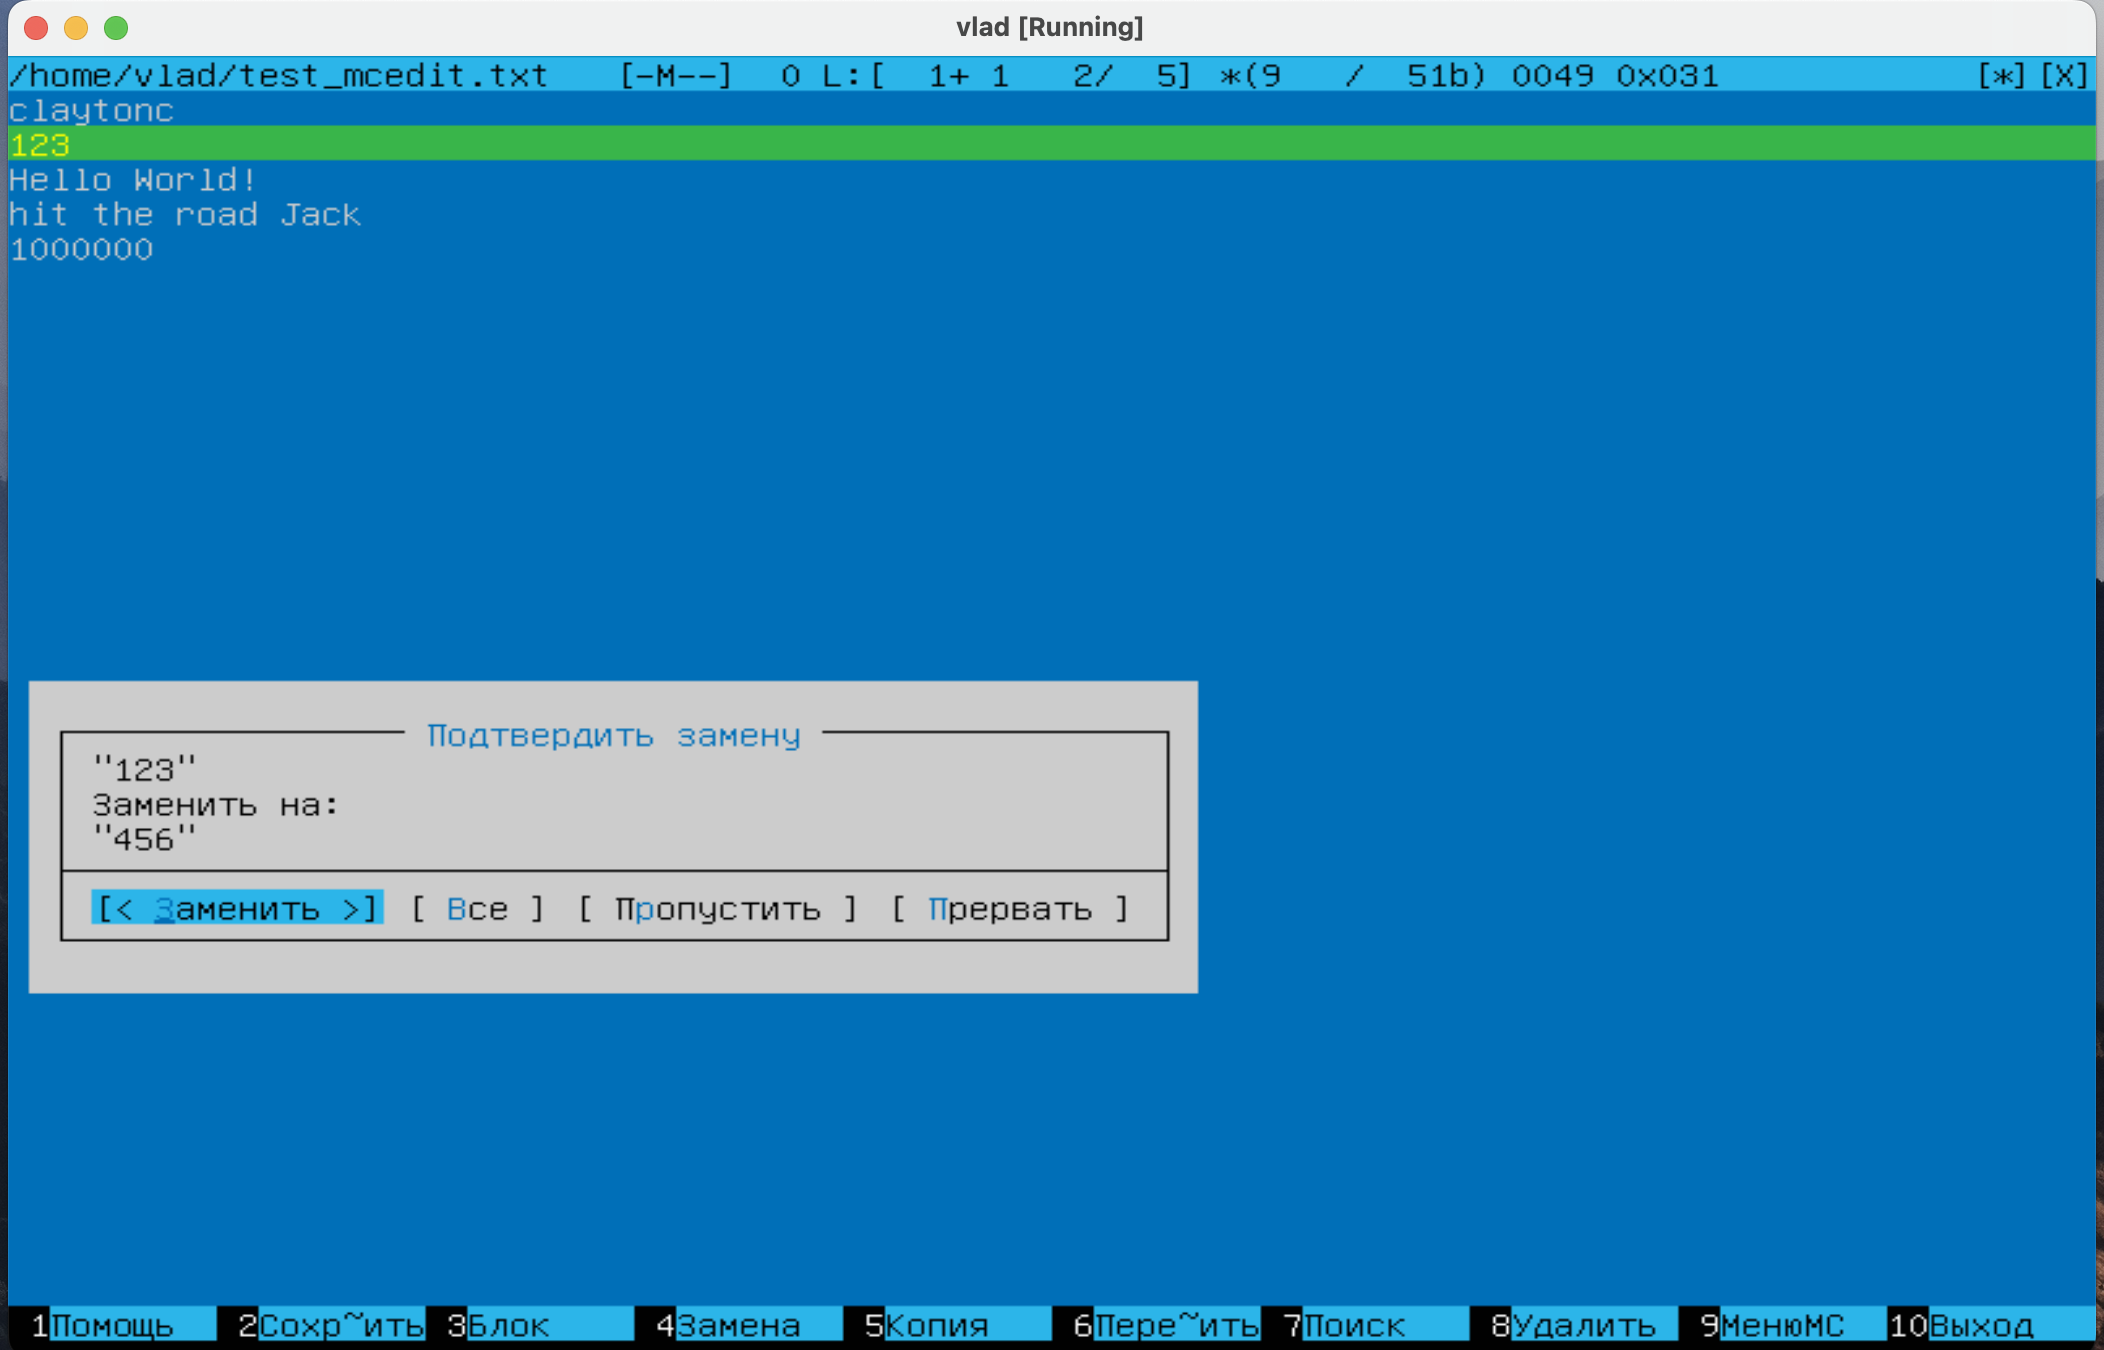 vlad [Running]
/home/vlad/test_mcedit.txt [-M--] 0 L:[ 1+ 1 2/ 5] *(9 / 51b) 0049 0x031 [*][X]
claytonc
123
Hello World!
hit the road Jack
1000000
Подтвердить замену
"123"
Заменить на:
"456"
[< Заменить >] [ Все ] [ Пропустить ] [ Прервать ]
1Помощь 2Сохр~ить 3Блок 4Замена 5Копия 6Пере~ить 7Поиск 8Удалить 9МенюMC 10Выход